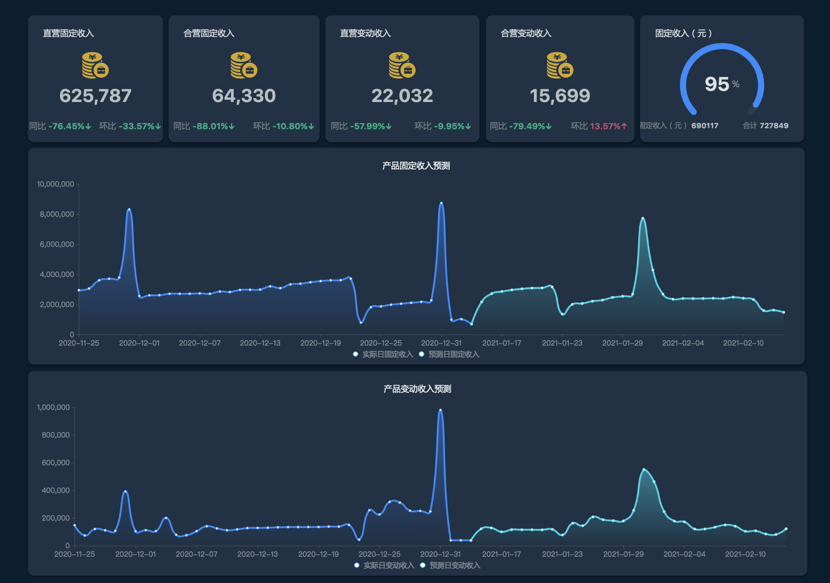 直营固定收入
625,787
同比 -76.45%↓ 环比 -33.57%↓
合营固定收入
64,330
同比 -88.01%↓ 环比 -10.80%↓
直营变动收入
22,032
同比 -57.99%↓ 环比 -9.95%↓
合营变动收入
15,699
同比 -79.49%↓ 环比 13.57%↑
固定收入（元）
95%
固定收入（元） 690117 合计 727849
产品固定收入预测
10,000,000
8,000,000
6,000,000
4,000,000
2,000,000
0
2020-11-25 2020-12-01 2020-12-07 2020-12-13 2020-12-19 2020-12-25 2020-12-31 2021-01-17 2021-01-23 2021-01-29 2021-02-04 2021-02-10
实际日固定收入 预测日固定收入
产品变动收入预测
1,000,000
800,000
600,000
400,000
200,000
0
2020-11-25 2020-12-01 2020-12-07 2020-12-13 2020-12-19 2020-12-25 2020-12-31 2021-01-17 2021-01-23 2021-01-29 2021-02-04 2021-02-10
实际日变动收入 预测日变动收入